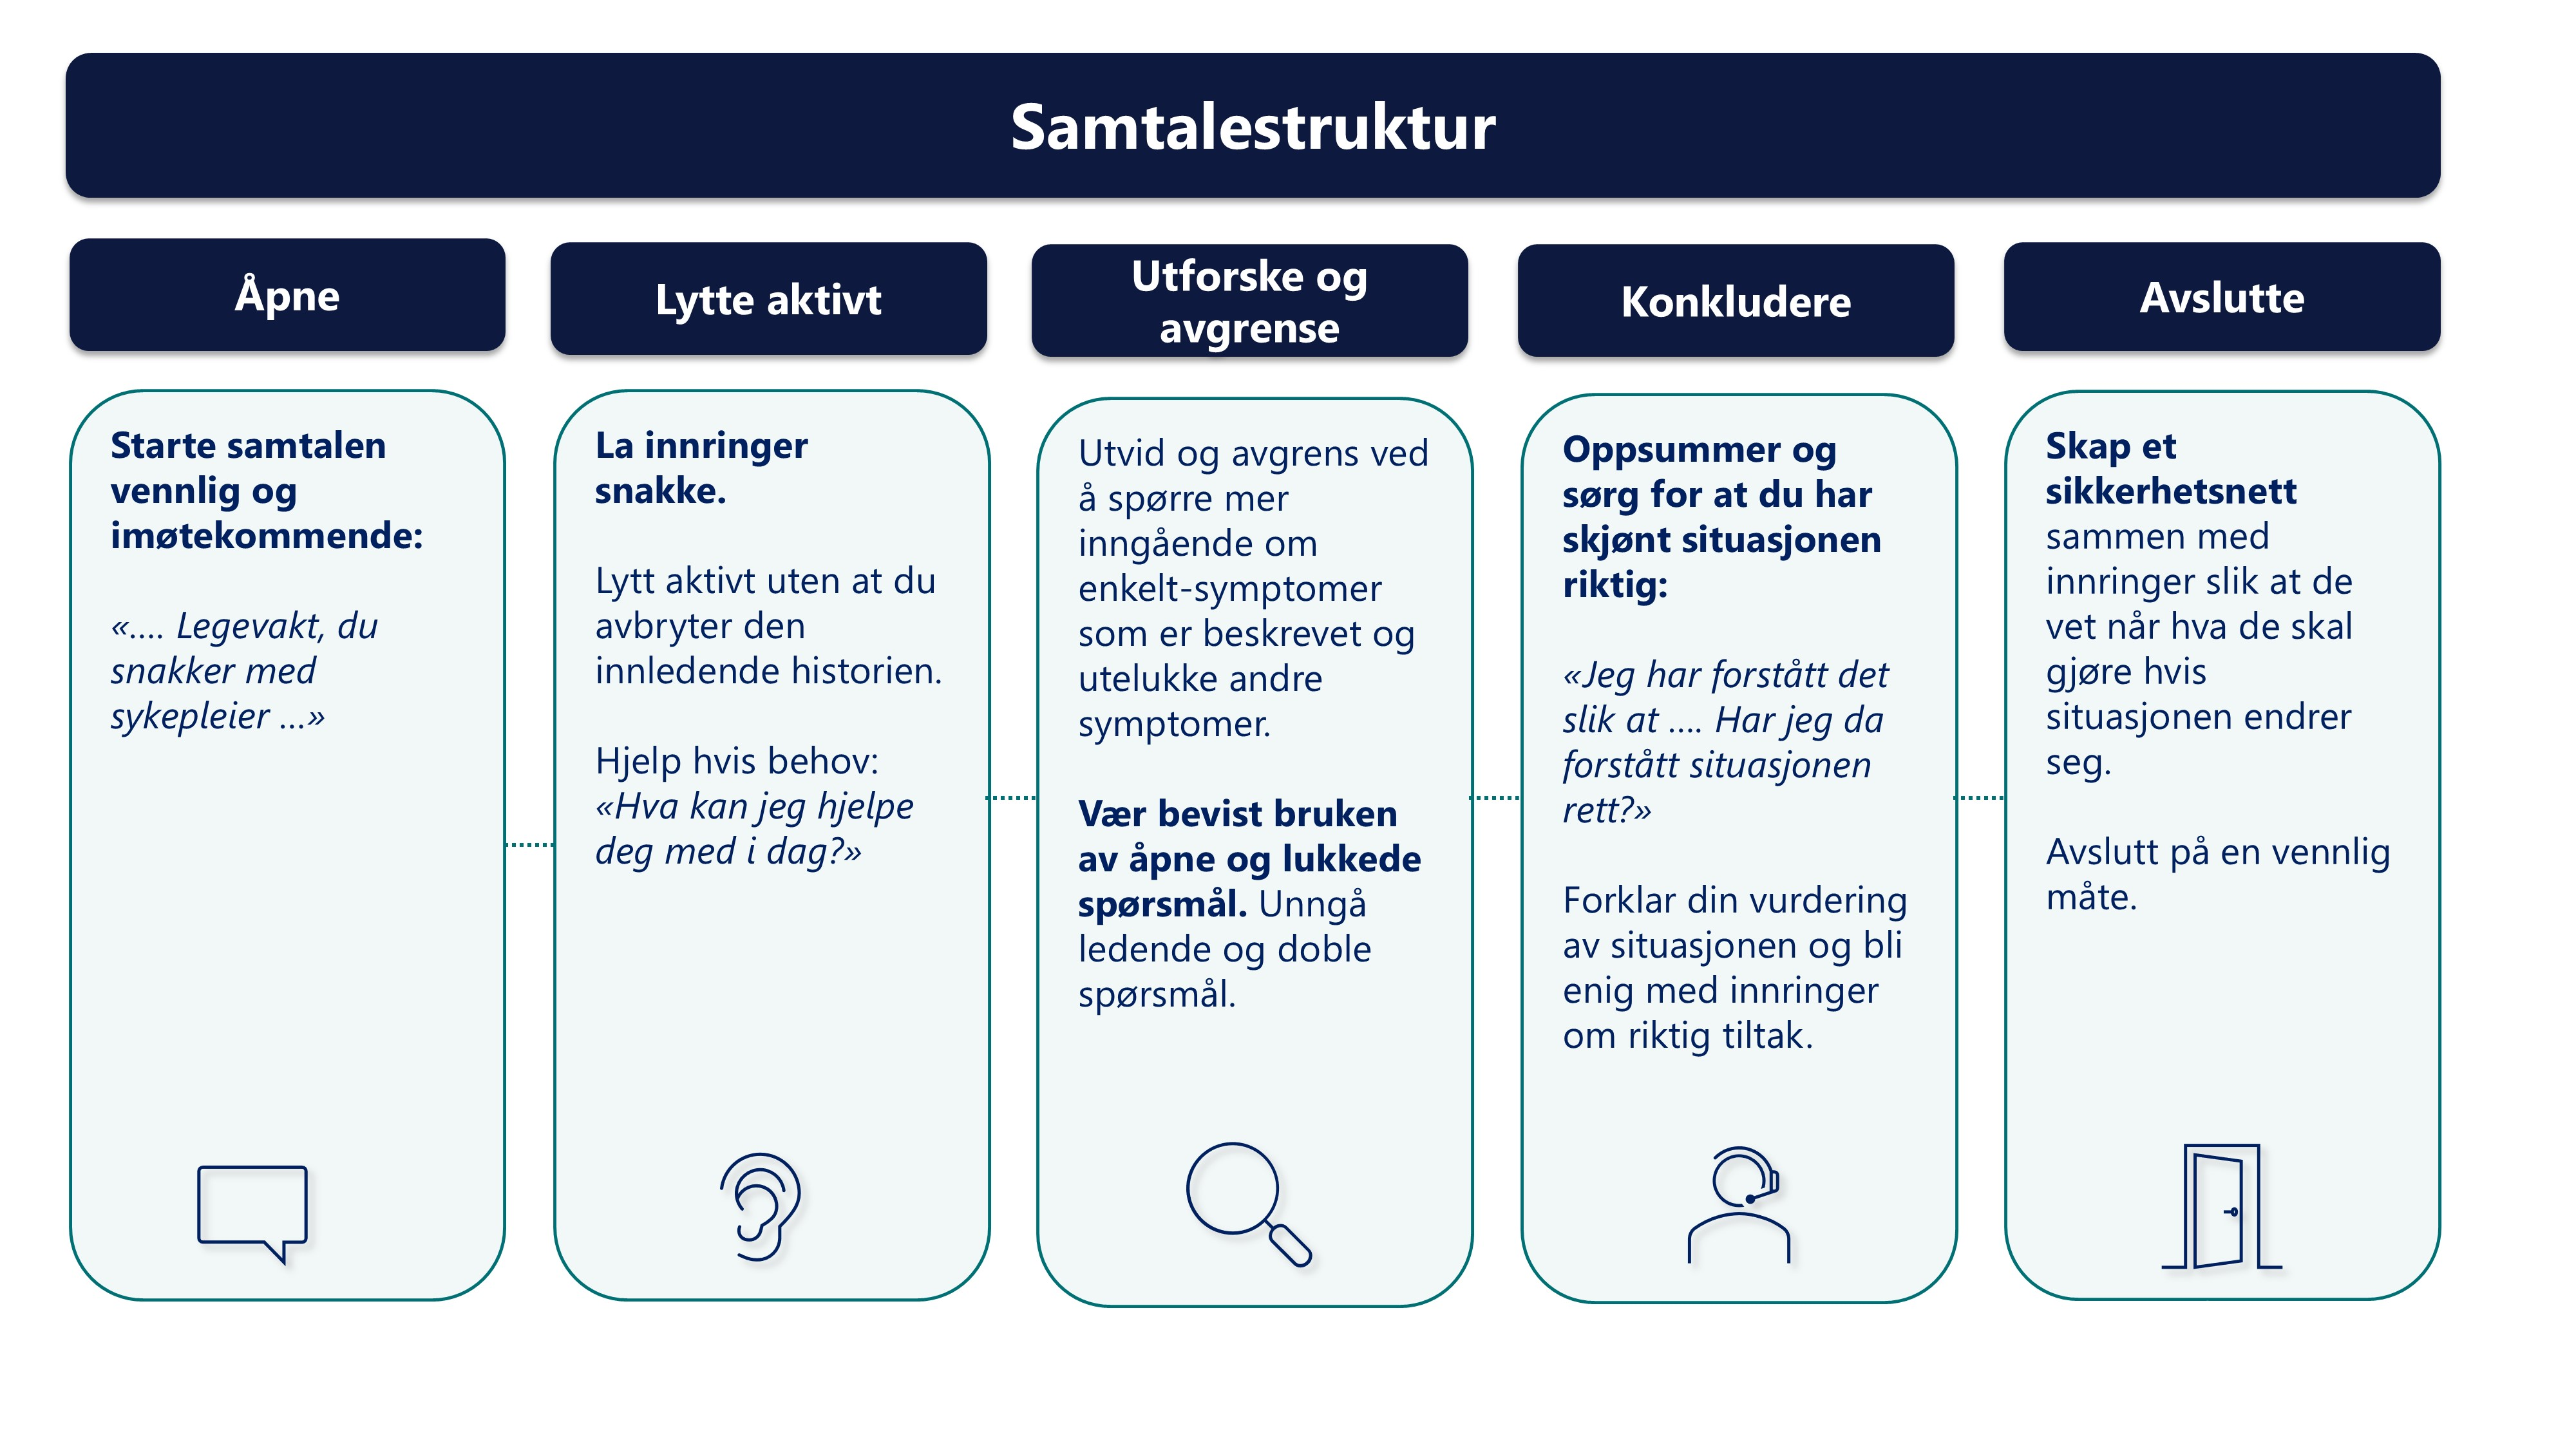 Samtalestruktur
Åpne
Starte samtalen
vennlig og
imøtekommende:
«.... Legevakt, du
snakker med
sykepleier ...»
Lytte aktivt
La innringer
snakke.
Lytt aktivt uten at du
avbryter den
innledende historien.
Hjelp hvis behov:
«Hva kan jeg hjelpe
deg med i dag?»
Utforske og
avgrense
Utvid og avgrens ved
å spørre mer
inngående om
enkelt-symptomer
som er beskrevet og
utelukke andre
symptomer.
Vær bevist bruken
av åpne og lukkede
spørsmål. Unngå
ledende og doble
spørsmål.
Konkludere
Oppsummer og
sørg for at du har
skjønt situasjonen
riktig:
«Jeg har forstått det
slik at .... Har jeg da
forstått situasjonen
rett?»
Forklar din vurdering
av situasjonen og bli
enig med innringer
om riktig tiltak.
Avslutte
Skap et
sikkerhetsnett
sammen med
innringer slik at de
vet når hva de skal
gjøre hvis
situasjonen endrer
seg.
Avslutt på en vennlig
måte.